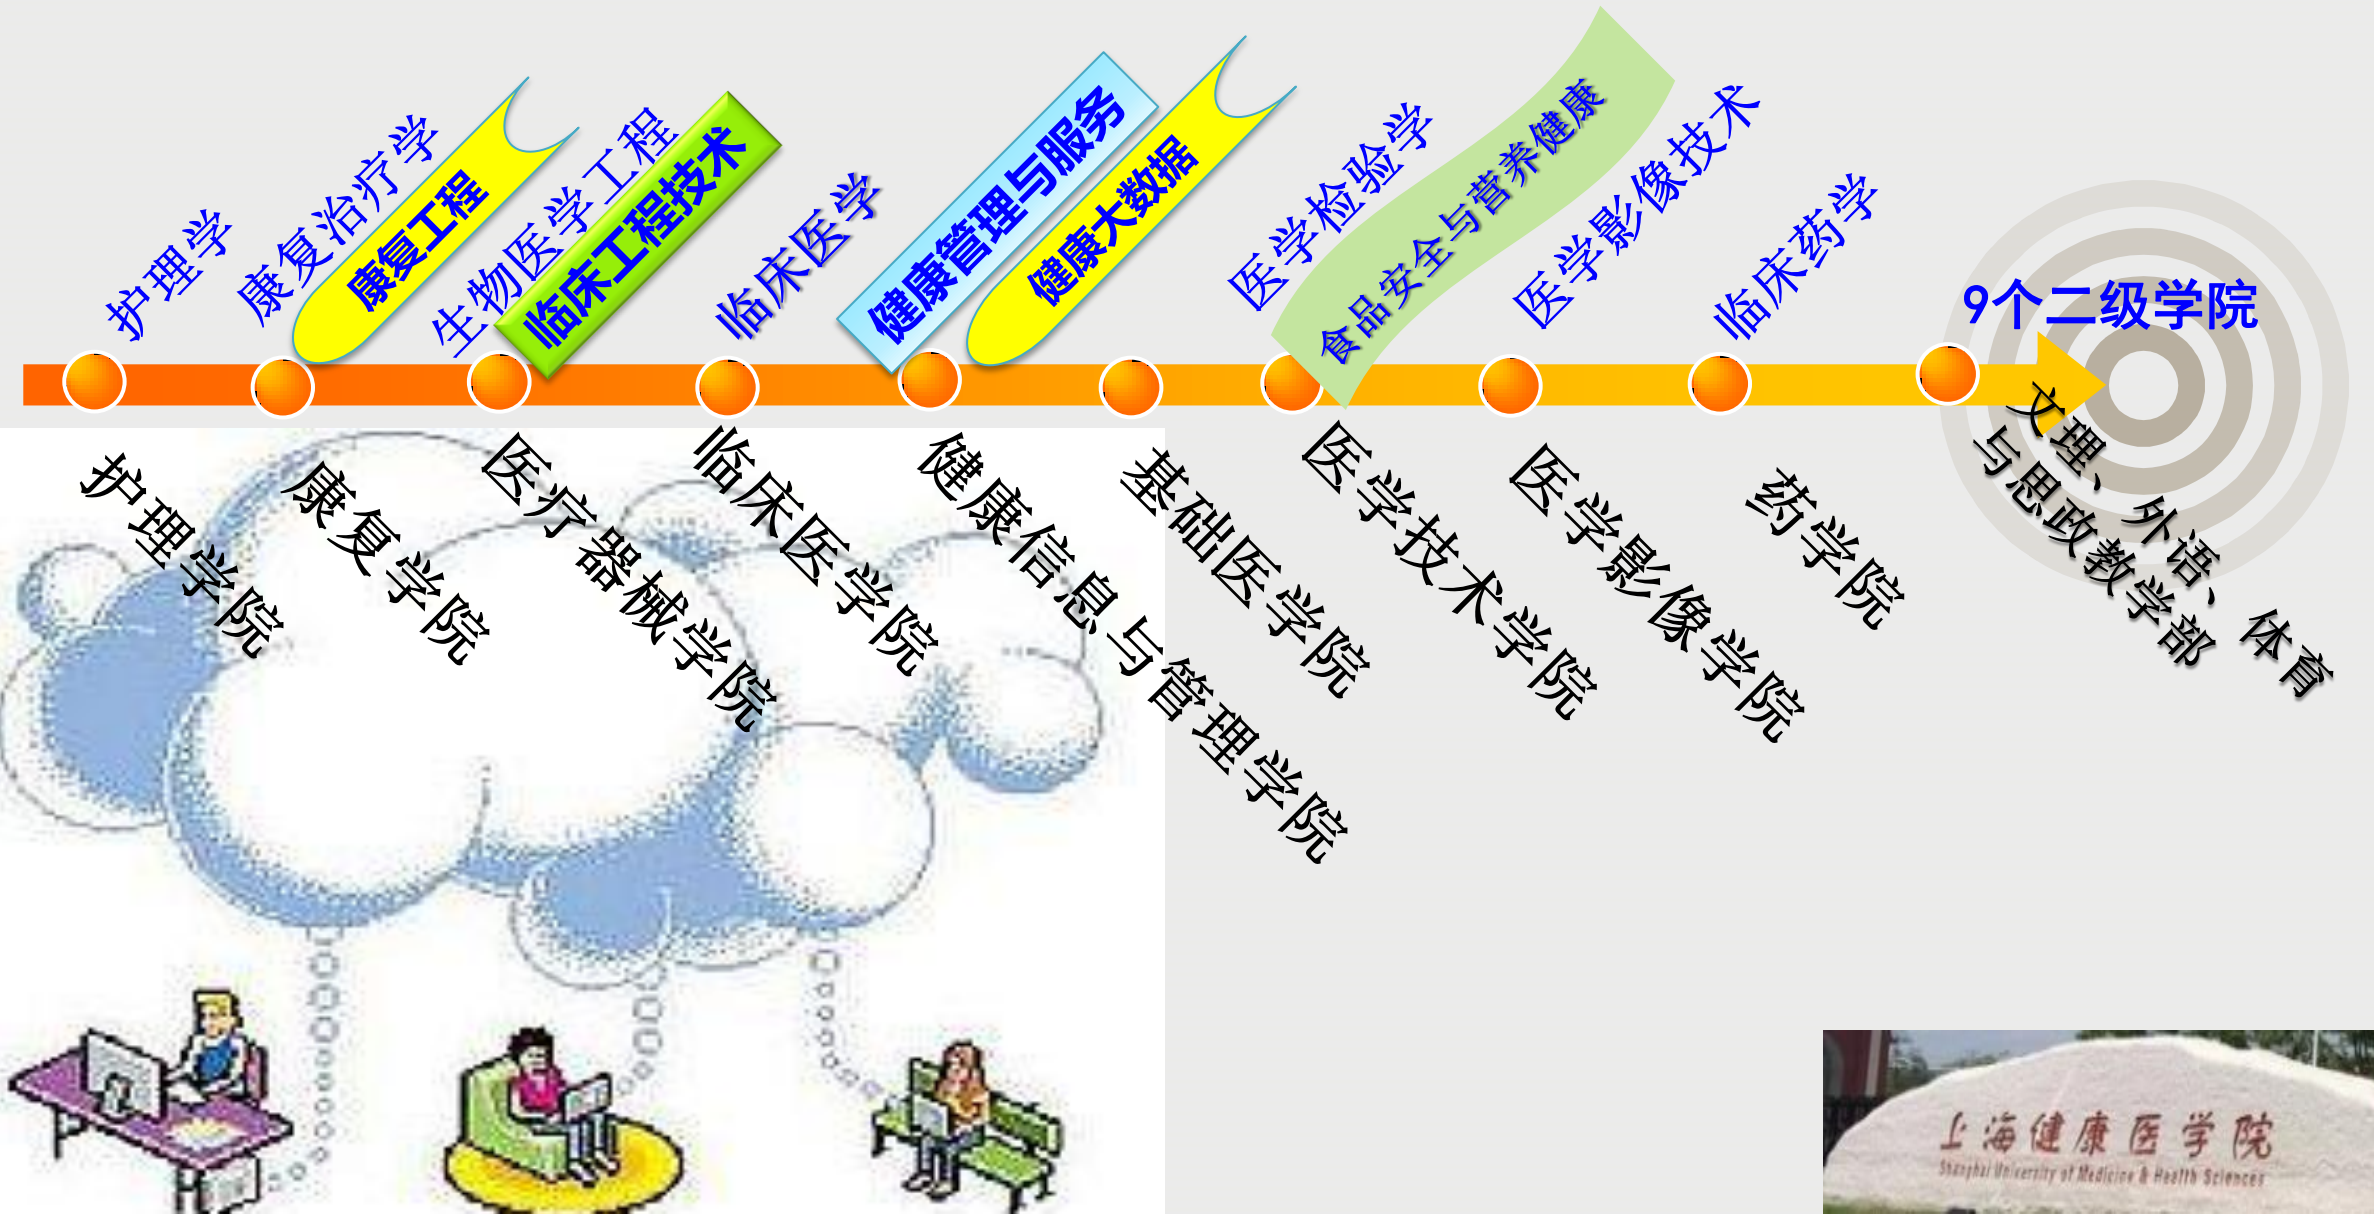 护理学
康复治疗学
康复工程
生物医学工程
临床工程技术
临床医学
健康管理与服务
健康大数据
医学检验学
食品安全与营养健康
医学影像技术
临床药学
9个二级学院
护理学院
康复学院
医疗器械学院
临床医学院
健康信息与管理学院
基础医学院
医学技术学院
医学影像学院
药学院
文理、外语、体育
与思政教学部
上海健康医学院
Shanghai University of Medicine & Health Sciences